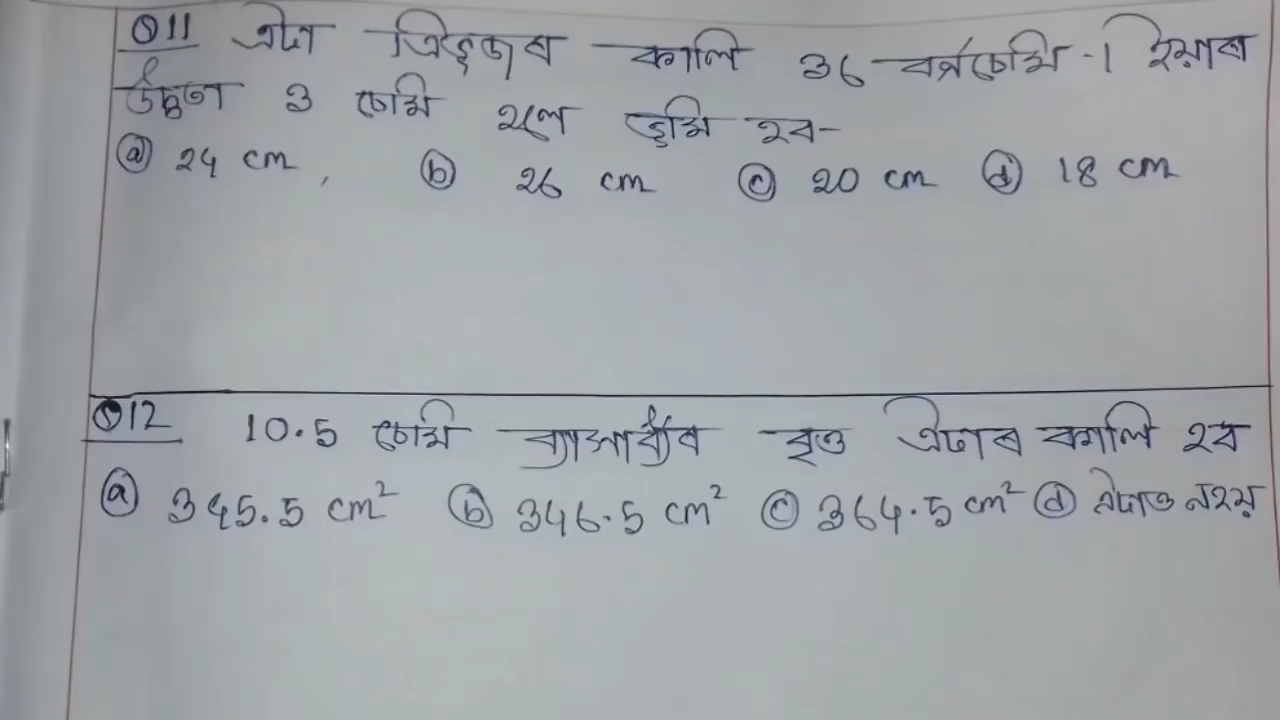 Q11 এটা ত্ৰিভুজৰ কালি 36 বৰ্গচেমি.। ইয়াৰ
উচ্চতা 3 চেমি হলে ভুমি হব-
ⓐ 24 cm, ⓑ 26 cm ⓒ 20 cm ⓓ 18 cm
Q12 10.5 চেমি ব্যাসাৰ্ধৰ বৃত্ত এটাৰ কালি হব
ⓐ 345.5 cm² ⓑ 346.5 cm² ⓒ 364.5 cm² ⓓ এটাও নহয়